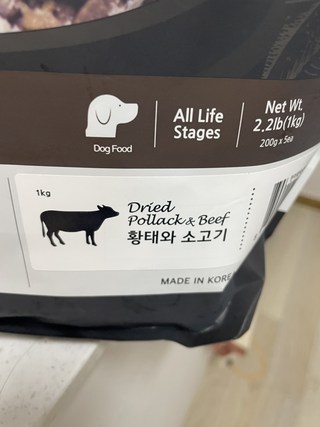 Dog Food
All Life
Stages
Net Wt.
2.2lb(1kg)
200g x 5ea
1kg
Dried
Pollack & Beef
황태와 소고기
MADE IN KOREA